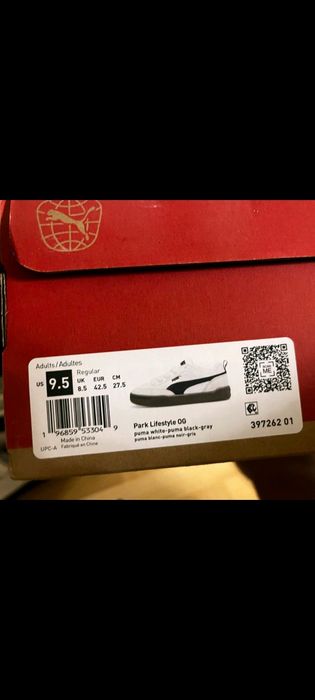 Adults/Adultes
Regular
US 9.5 UK 8.5 EUR 42.5 CM 27.5
1 96859 53304 9
Made in China
UPC-A Fabriqué en Chine
Park Lifestyle OG
puma white-puma black-gray
puma blanc-puma noir-gris
ME
397262 01